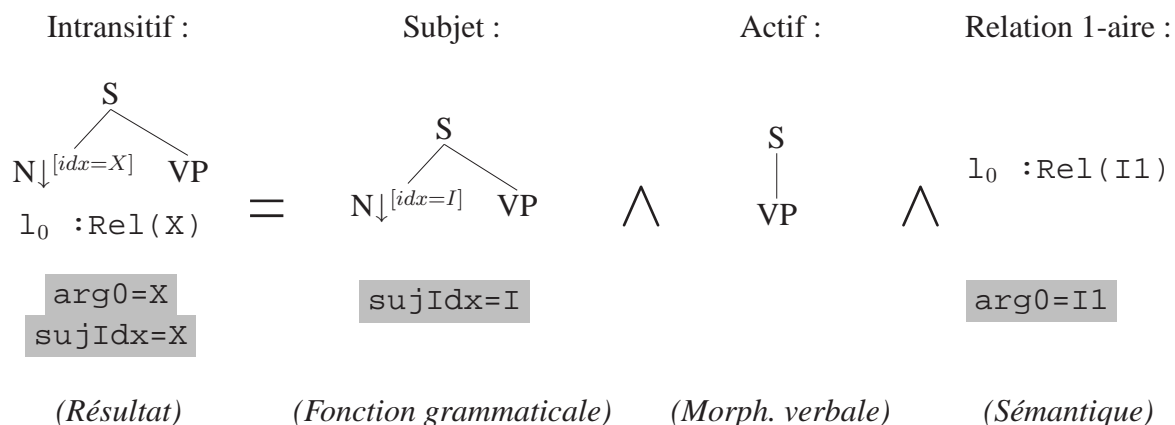 Intransitif : Subjet : Actif : Relation 1-aire :
S
S S
N↓[idx=X] VP l₀ :Rel(I1)
N↓[idx=I] VP VP
l₀ :Rel(X) = ∧ ∧
arg0=X sujIdx=I arg0=I1
sujIdx=X
(Résultat) (Fonction grammaticale) (Morph. verbale) (Sémantique)